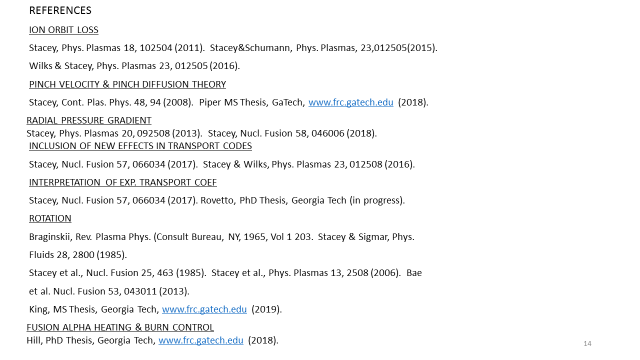 REFERENCES
ION ORBIT LOSS
Stacey, Phys. Plasmas 18, 102504 (2011). Stacey&Schumann, Phys. Plasmas, 23,012505(2015).
Wilks & Stacey, Phys. Plasmas 23, 012505 (2016).
PINCH VELOCITY & PINCH DIFFUSION THEORY
Stacey, Cont. Plas. Phys. 48, 94 (2008). Piper MS Thesis, GaTech, www.frc.gatech.edu (2018).
RADIAL PRESSURE GRADIENT
Stacey, Phys. Plasmas 20, 092508 (2013). Stacey, Nucl. Fusion 58, 046006 (2018).
INCLUSION OF NEW EFFECTS IN TRANSPORT CODES
Stacey, Nucl. Fusion 57, 066034 (2017). Stacey & Wilks, Phys. Plasmas 23, 012508 (2016).
INTERPRETATION OF EXP. TRANSPORT COEF
Stacey, Nucl. Fusion 57, 066034 (2017). Rovetto, PhD Thesis, Georgia Tech (in progress).
ROTATION
Braginskii, Rev. Plasma Phys. (Consult Bureau, NY, 1965, Vol 1 203. Stacey & Sigmar, Phys.
Fluids 28, 2800 (1985).
Stacey et al., Nucl. Fusion 25, 463 (1985). Stacey et al., Phys. Plasmas 13, 2508 (2006). Bae
et al. Nucl. Fusion 53, 043011 (2013).
King, MS Thesis, Georgia Tech, www.frc.gatech.edu (2019).
FUSION ALPHA HEATING & BURN CONTROL
Hill, PhD Thesis, Georgia Tech, www.frc.gatech.edu (2018).
14